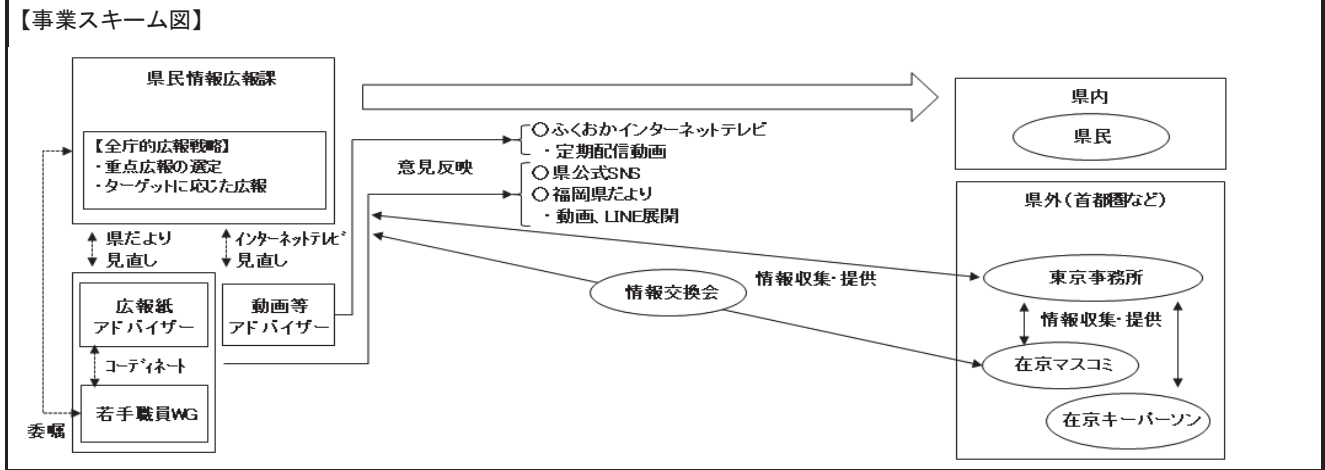 【事業スキーム図】
県民情報広報課
【全庁的広報戦略】
・重点広報の選定
・ターゲットに応じた広報
県だより
見直し
インターネットテレビ
見直し
広報紙
アドバイザー
動画等
アドバイザー
コーディネート
若手職員WG
委嘱
意見反映
○ふくおかインターネットテレビ
・定期配信動画
○県公式SNS
○福岡県だより
・動画、LINE展開
情報交換会
情報収集・提供
県内
県民
県外(首都圏など)
東京事務所
情報収集・提供
在京マスコミ
在京キーパーソン